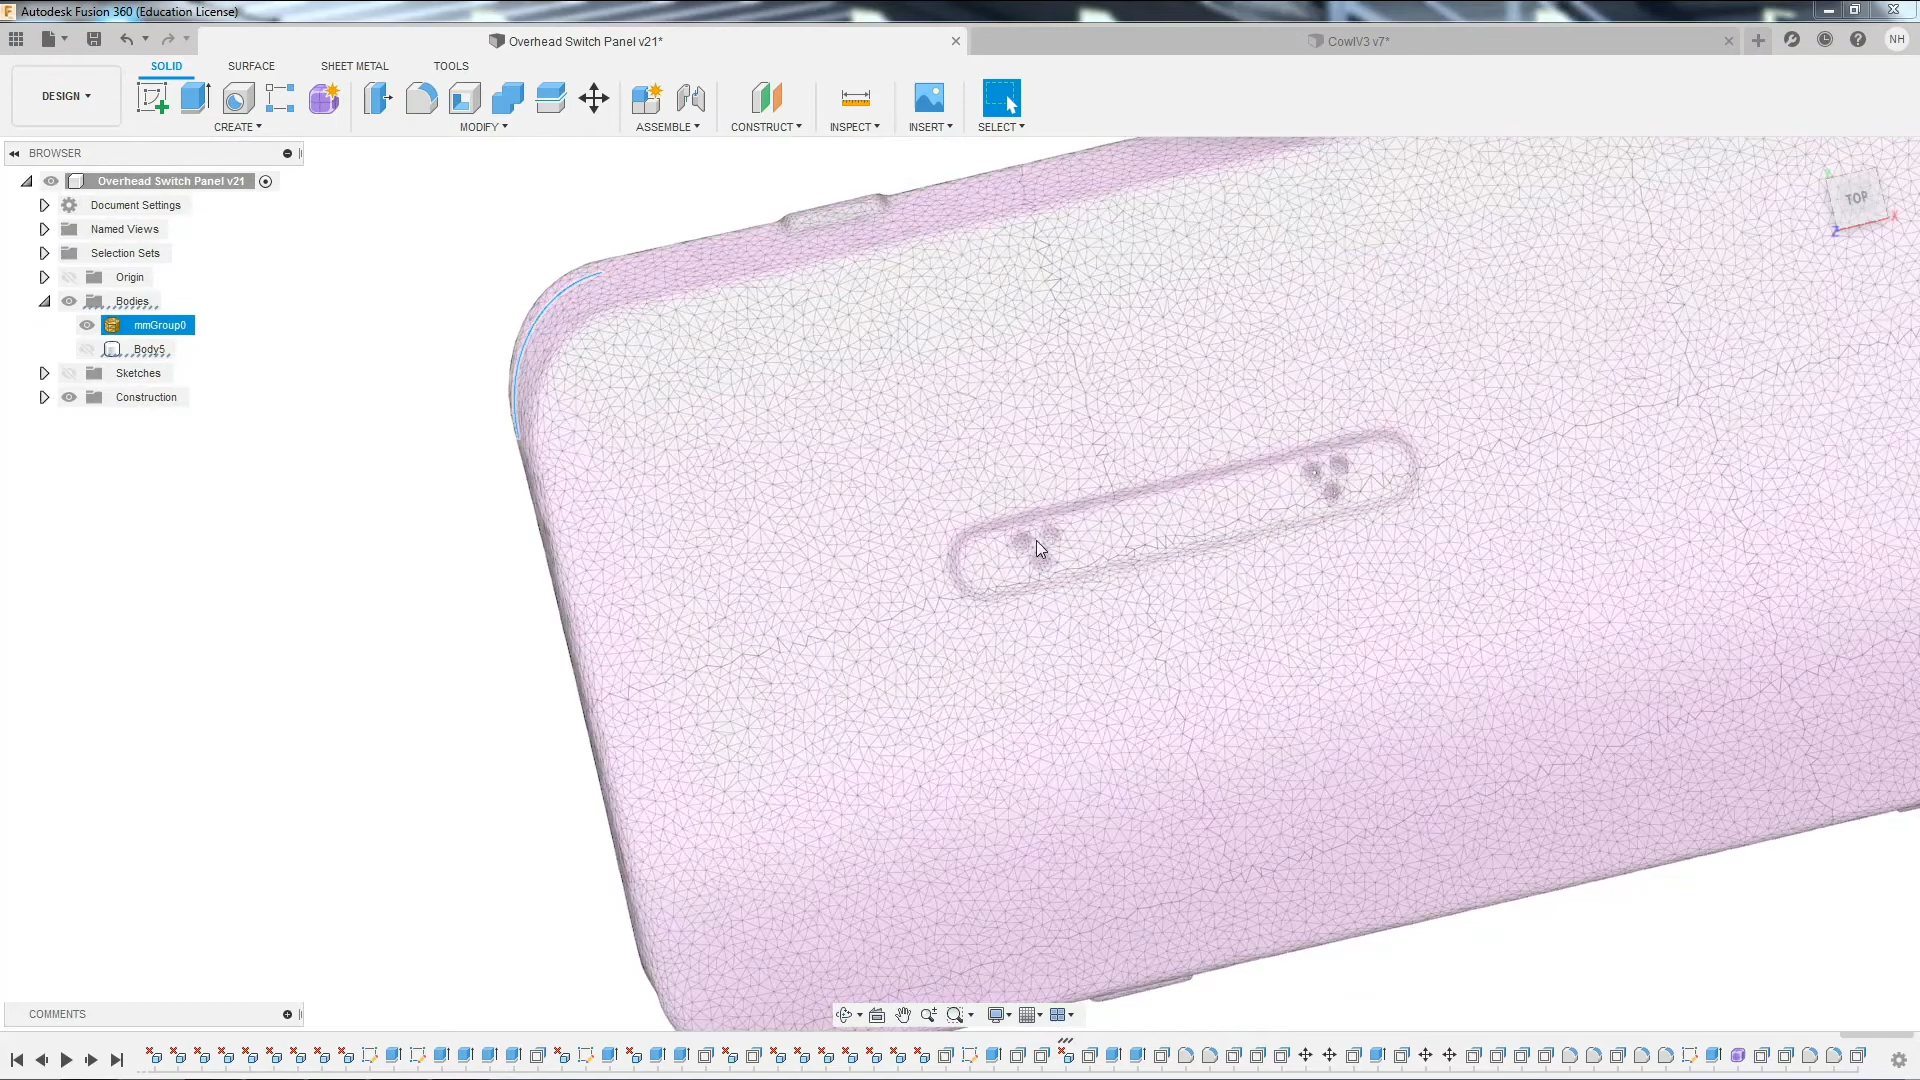 Autodesk Fusion 360 (Education License)
Overhead Switch Panel v21*
CowlV3 v7*
NH
DESIGN
SOLID
SURFACE
SHEET METAL
TOOLS
CREATE
MODIFY
ASSEMBLE
CONSTRUCT
INSPECT
INSERT
SELECT
BROWSER
Overhead Switch Panel v21
Document Settings
Named Views
Selection Sets
Origin
Bodies
mmGroup0
Body5
Sketches
Construction
TOP
X
Z
COMMENTS